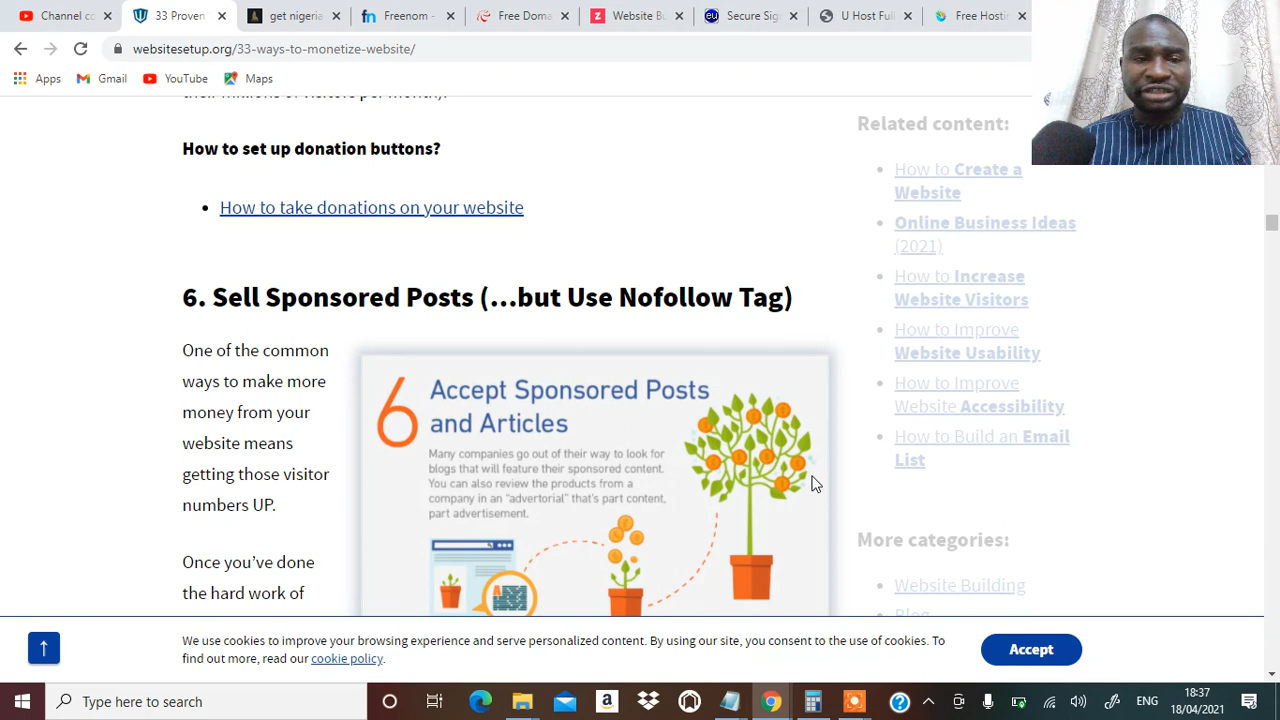 Channel co
33 Proven
get nigeria
Freenom -
Free Doma
Website Bu
Secure Sig
U Host Full
Free Hostin
websitesetup.org/33-ways-to-monetize-website/
Apps
Gmail
YouTube
Maps
How to set up donation buttons?
How to take donations on your website
6. Sell Sponsored Posts (...but Use Nofollow Tag)
One of the common
ways to make more
money from your
website means
getting those visitor
numbers UP.
Once you've done
the hard work of
6
Accept Sponsored Posts
and Articles
Many companies go out of their way to look for
blogs that will feature their sponsored content.
You can also review the products from a
company in an "advertorial" that's part content,
part advertisement.
Related content:
How to Create a
Website
Online Business Ideas
(2021)
How to Increase
Website Visitors
How to Improve
Website Usability
How to Improve
Website Accessibility
How to Build an Email
List
More categories:
Website Building
Blog
We use cookies to improve your browsing experience and serve personalized content. By using our site, you consent to the use of cookies. To
find out more, read our cookie policy.
Accept
Type here to search
ENG
18:37
18/04/2021